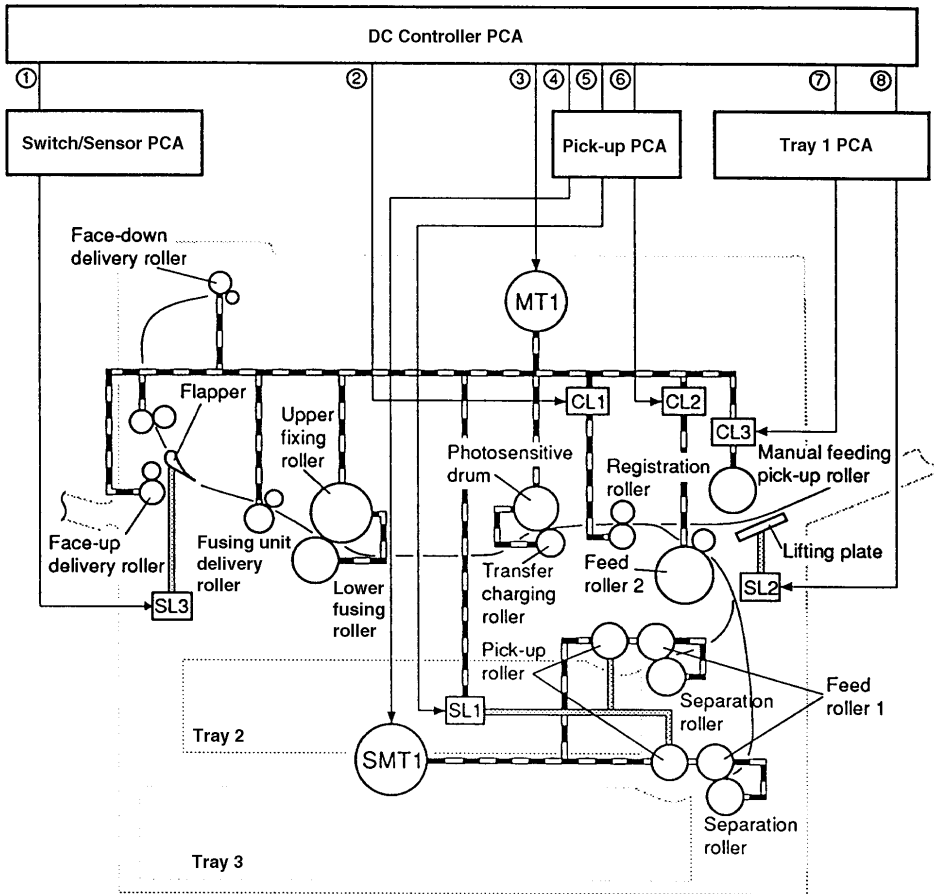 DC Controller PCA
①
②
③
④
⑤
⑥
⑦
⑧
Switch/Sensor PCA
Pick-up PCA
Tray 1 PCA
Face-down
delivery roller
MT1
Flapper
CL1
CL2
CL3
Upper
fixing
roller
Photosensitive
drum
Registration
roller
Manual feeding
pick-up roller
Face-up
delivery roller
Fusing unit
delivery
roller
Lower
fusing
roller
Transfer
charging
roller
Feed
roller 2
Lifting plate
SL3
SL2
Pick-up
roller
Separation
roller
Feed
roller 1
SL1
Tray 2
SMT1
Separation
roller
Tray 3